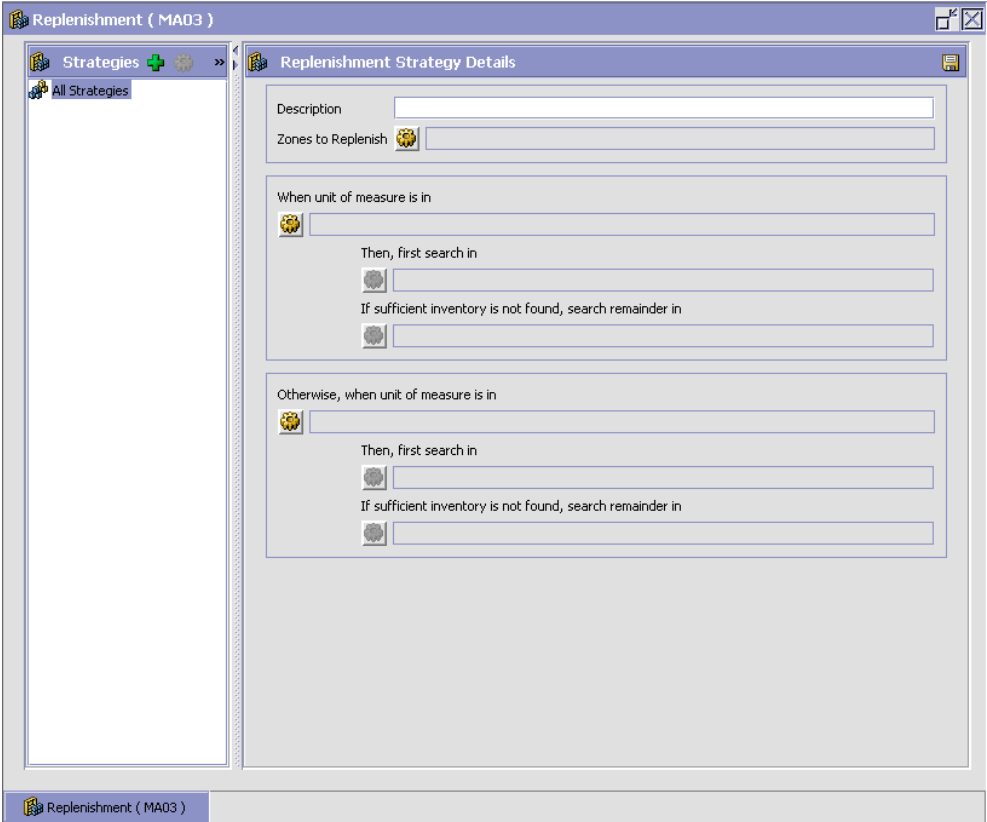 Replenishment ( MA03 )
Strategies »
Replenishment Strategy Details
All Strategies
Description
Zones to Replenish
When unit of measure is in
Then, first search in
If sufficient inventory is not found, search remainder in
Otherwise, when unit of measure is in
Then, first search in
If sufficient inventory is not found, search remainder in
Replenishment ( MA03 )